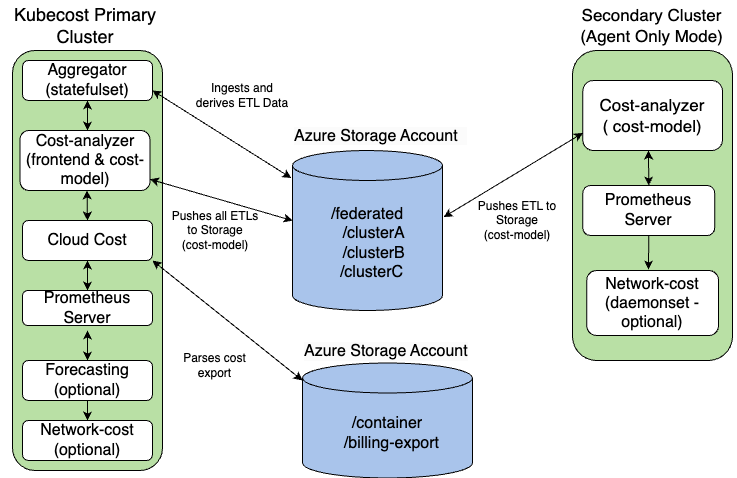 Kubecost Primary
Cluster
Aggregator
(statefulset)
Cost-analyzer
(frontend & cost-
model)
Cloud Cost
Prometheus
Server
Forecasting
(optional)
Network-cost
(optional)
Ingests and
derives ETL Data
Pushes all ETLs
to Storage
(cost-model)
Parses cost
export
Azure Storage Account
/federated
/clusterA
/clusterB
/clusterC
Azure Storage Account
/container
/billing-export
Pushes ETL to
Storage
(cost-model)
Secondary Cluster
(Agent Only Mode)
Cost-analyzer
( cost-model)
Prometheus
Server
Network-cost
(daemonset -
optional)